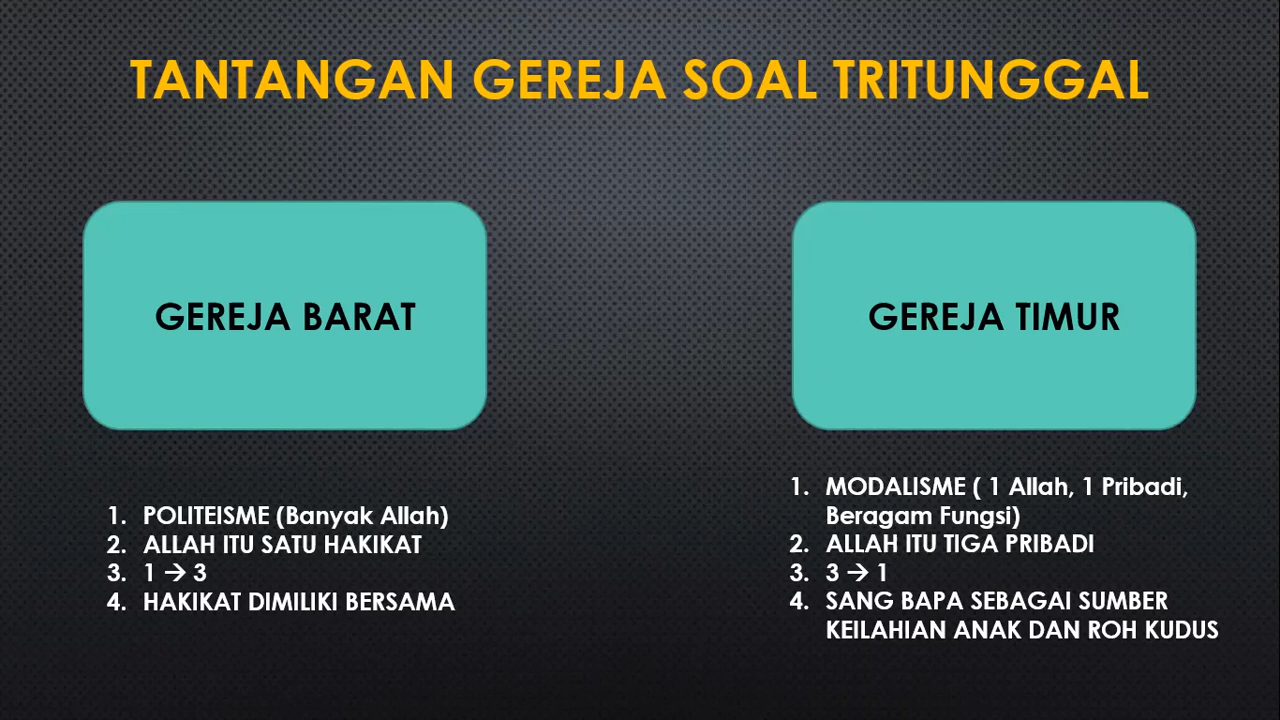 TANTANGAN GEREJA SOAL TRITUNGGAL
GEREJA BARAT
1. POLITEISME (Banyak Allah)
2. ALLAH ITU SATU HAKIKAT
3. 1 → 3
4. HAKIKAT DIMILIKI BERSAMA
GEREJA TIMUR
1. MODALISME ( 1 Allah, 1 Pribadi,
Beragam Fungsi)
2. ALLAH ITU TIGA PRIBADI
3. 3 → 1
4. SANG BAPA SEBAGAI SUMBER
KEILAHIAN ANAK DAN ROH KUDUS